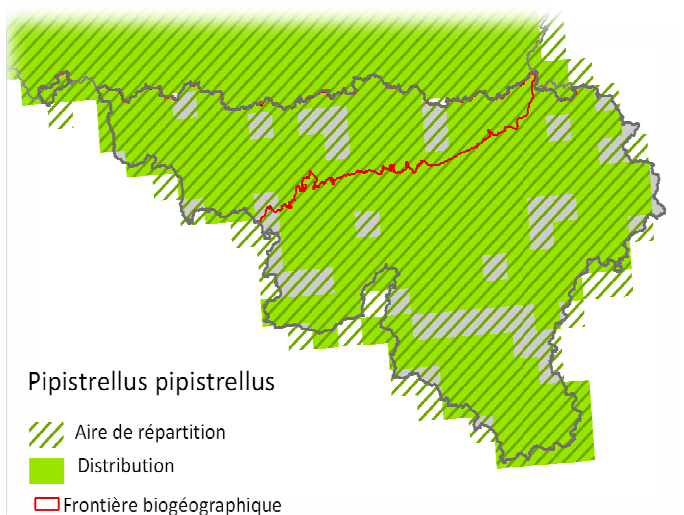 Pipistrellus pipistrellus
Aire de répartition
Distribution
Frontière biogéographique